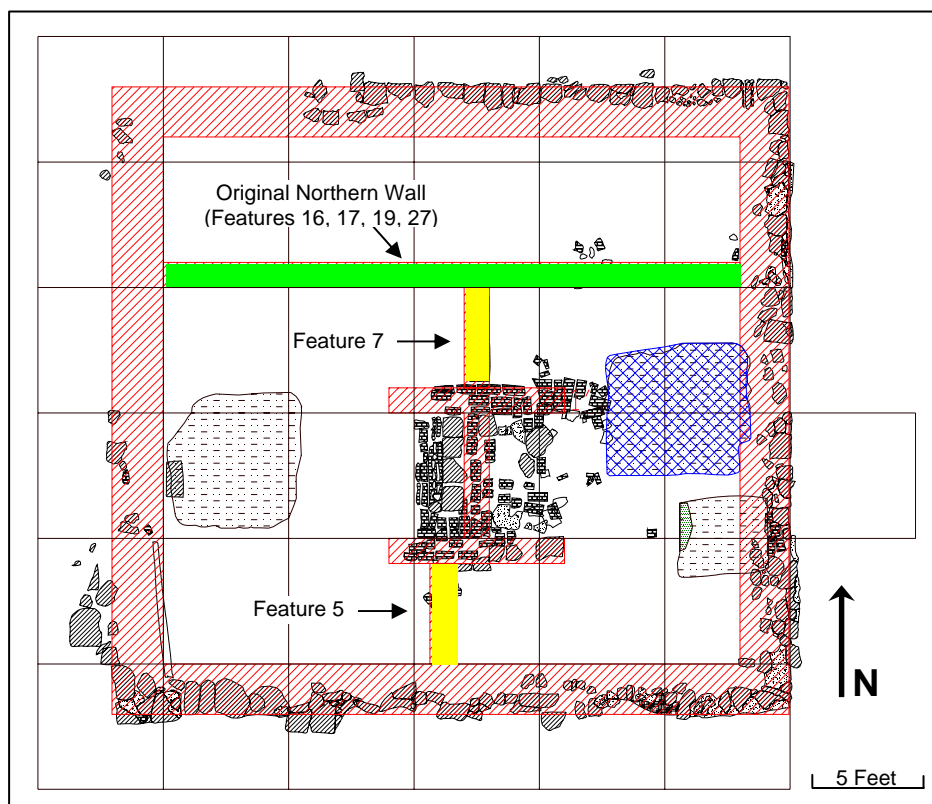 Original Northern Wall
(Features 16, 17, 19, 27)
Feature 7
Feature 5
N
5 Feet